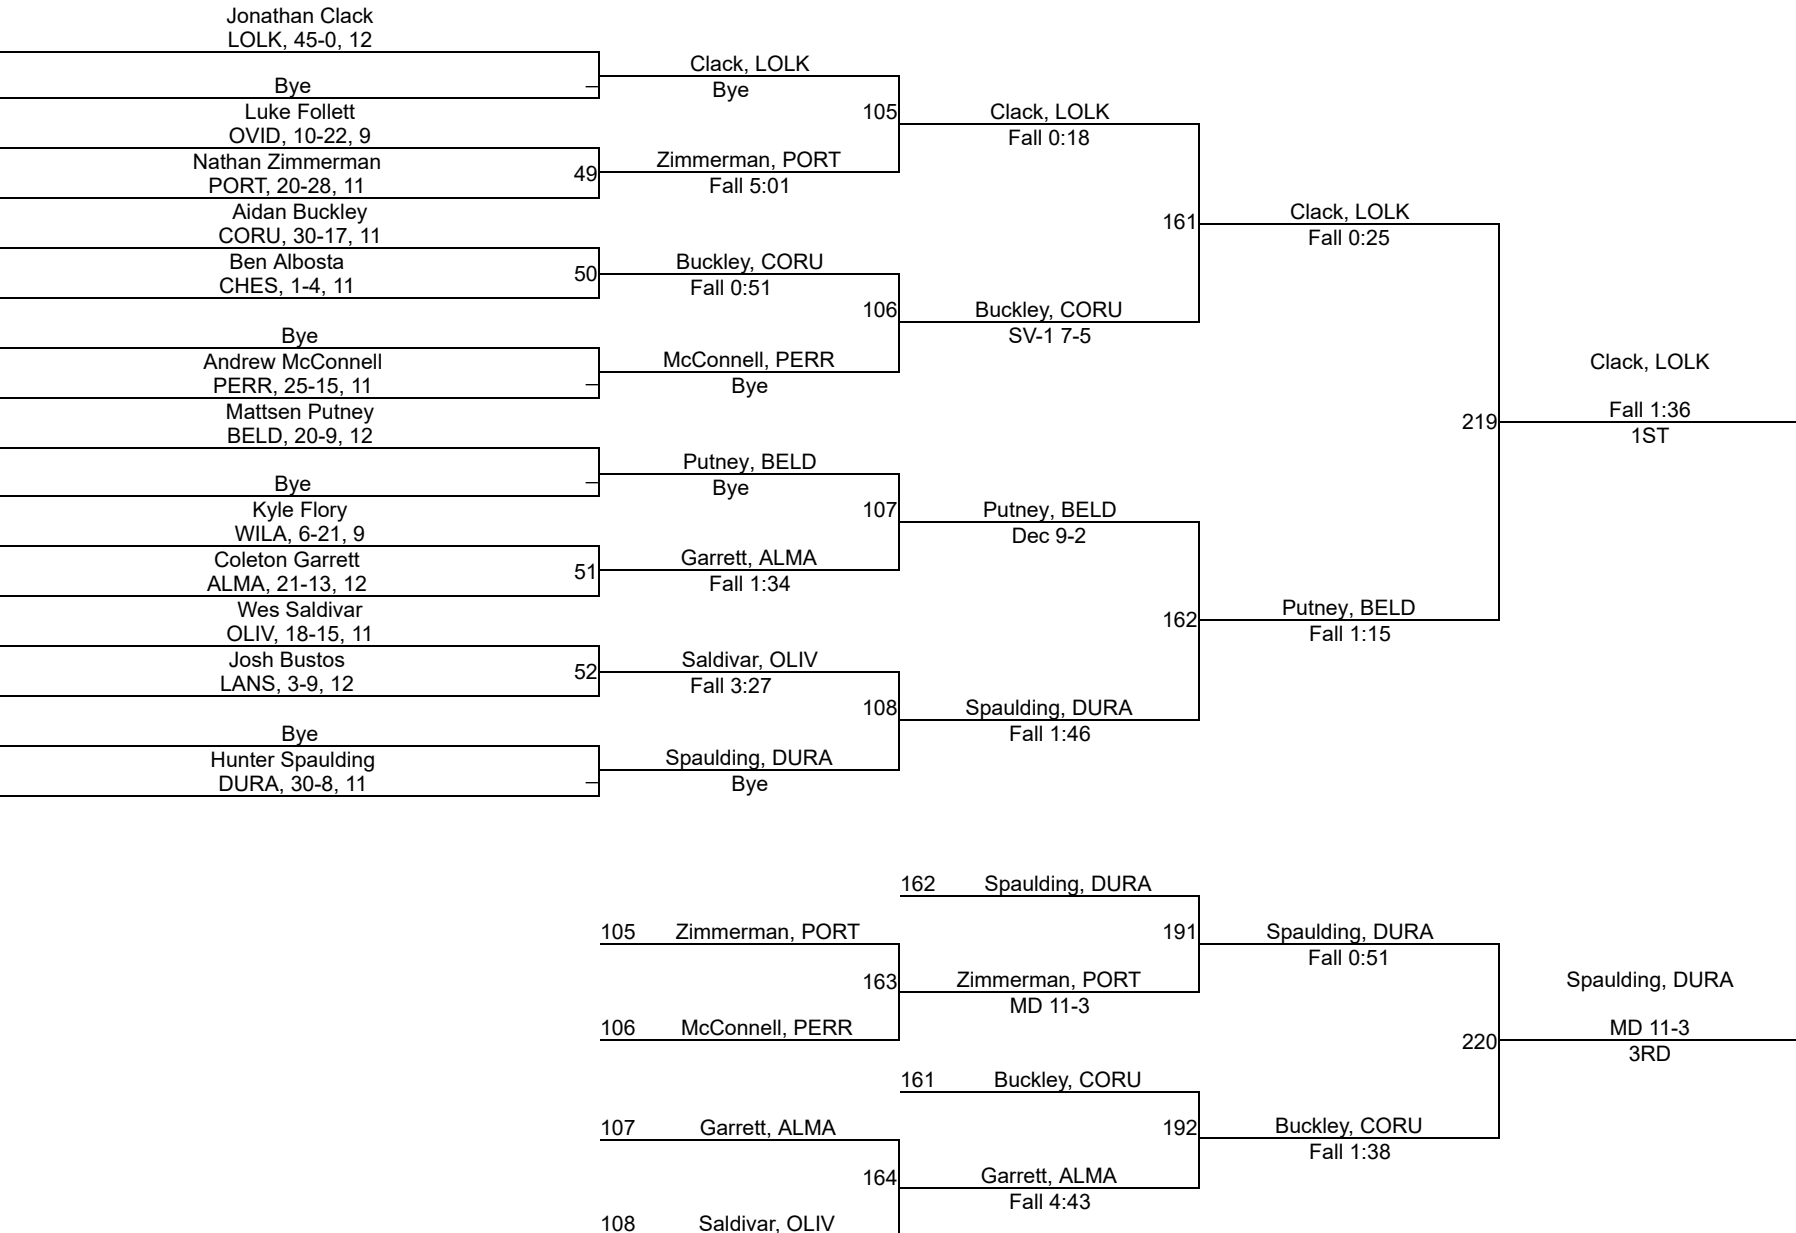 Jonathan Clack
LOLK, 45-0, 12
Bye
–
Luke Follett
OVID, 10-22, 9
Nathan Zimmerman
PORT, 20-28, 11
49
Aidan Buckley
CORU, 30-17, 11
Ben Albosta
CHES, 1-4, 11
50
Bye
Andrew McConnell
PERR, 25-15, 11
–
Mattsen Putney
BELD, 20-9, 12
Bye
–
Kyle Flory
WILA, 6-21, 9
Coleton Garrett
ALMA, 21-13, 12
51
Wes Saldivar
OLIV, 18-15, 11
Josh Bustos
LANS, 3-9, 12
52
Bye
Hunter Spaulding
DURA, 30-8, 11
–
Clack, LOLK
Bye
105
Zimmerman, PORT
Fall 5:01
Buckley, CORU
Fall 0:51
106
McConnell, PERR
Bye
Putney, BELD
Bye
107
Garrett, ALMA
Fall 1:34
Saldivar, OLIV
Fall 3:27
108
Spaulding, DURA
Bye
Clack, LOLK
Fall 0:18
161
Buckley, CORU
SV-1 7-5
Putney, BELD
Dec 9-2
162
Spaulding, DURA
Fall 1:46
Clack, LOLK
Fall 0:25
219
Putney, BELD
Fall 1:15
Clack, LOLK
Fall 1:36
1ST
105 Zimmerman, PORT
163
106 McConnell, PERR
107 Garrett, ALMA
164
108 Saldivar, OLIV
162 Spaulding, DURA
191
Zimmerman, PORT
MD 11-3
161 Buckley, CORU
192
Garrett, ALMA
Fall 4:43
Spaulding, DURA
Fall 0:51
220
Buckley, CORU
Fall 1:38
Spaulding, DURA
MD 11-3
3RD